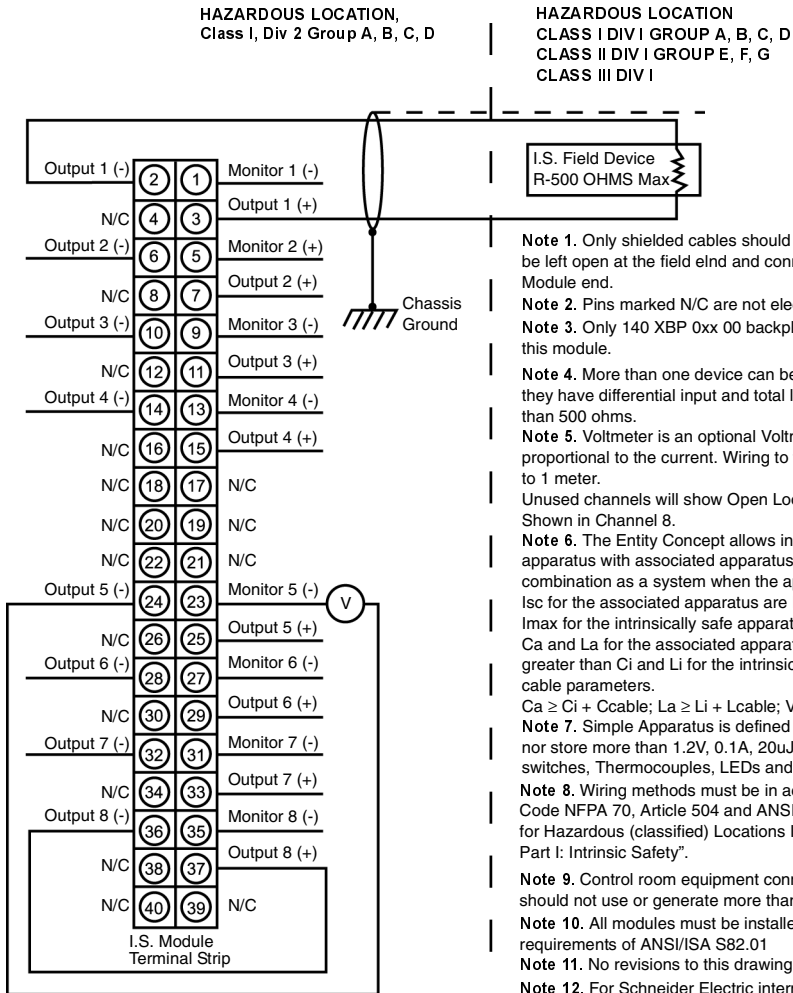 HAZARDOUS LOCATION,
Class I, Div 2 Group A, B, C, D
HAZARDOUS LOCATION
CLASS I DIV I GROUP A, B, C, D
CLASS II DIV I GROUP E, F, G
CLASS III DIV I
I.S. Field Device
R-500 OHMS Max
Output 1 (-) 2 1 Monitor 1 (-)
N/C 4 3 Output 1 (+)
Output 2 (-) 6 5 Monitor 2 (+)
N/C 8 7 Output 2 (+)
Output 3 (-) 10 9 Monitor 3 (-)
N/C 12 11 Output 3 (+)
Output 4 (-) 14 13 Monitor 4 (-)
N/C 16 15 Output 4 (+)
N/C 18 17 N/C
N/C 20 19 N/C
N/C 22 21 N/C
Output 5 (-) 24 23 Monitor 5 (-) V
N/C 26 25 Output 5 (+)
Output 6 (-) 28 27 Monitor 6 (-)
N/C 30 29 Output 6 (+)
Output 7 (-) 32 31 Monitor 7 (-)
N/C 34 33 Output 7 (+)
Output 8 (-) 36 35 Monitor 8 (-)
N/C 38 37 Output 8 (+)
N/C 40 39 N/C
I.S. Module
Terminal Strip
Chassis
Ground
Note 1. Only shielded cables should
be left open at the field elnd and conn
Module end.
Note 2. Pins marked N/C are not ele
Note 3. Only 140 XBP 0xx 00 backpl
this module.
Note 4. More than one device can be
they have differential input and total l
than 500 ohms.
Note 5. Voltmeter is an optional Voltm
proportional to the current. Wiring to
to 1 meter.
Unused channels will show Open Loo
Shown in Channel 8.
Note 6. The Entity Concept allows in
apparatus with associated apparatus
combination as a system when the ap
Isc for the associated apparatus are
Imax for the intrinsically safe apparat
Ca and La for the associated apparat
greater than Ci and Li for the intrinsic
cable parameters.
Ca ≥ Ci + Ccable; La ≥ Li + Lcable; V
Note 7. Simple Apparatus is defined
nor store more than 1.2V, 0.1A, 20uJ
switches, Thermocouples, LEDs and
Note 8. Wiring methods must be in a
Code NFPA 70, Article 504 and ANSI
for Hazardous (classified) Locations
Part I: Intrinsic Safety”.
Note 9. Control room equipment conn
should not use or generate more than
Note 10. All modules must be installe
requirements of ANSI/ISA S82.01
Note 11. No revisions to this drawing
Note 12. For Schneider Electric intern